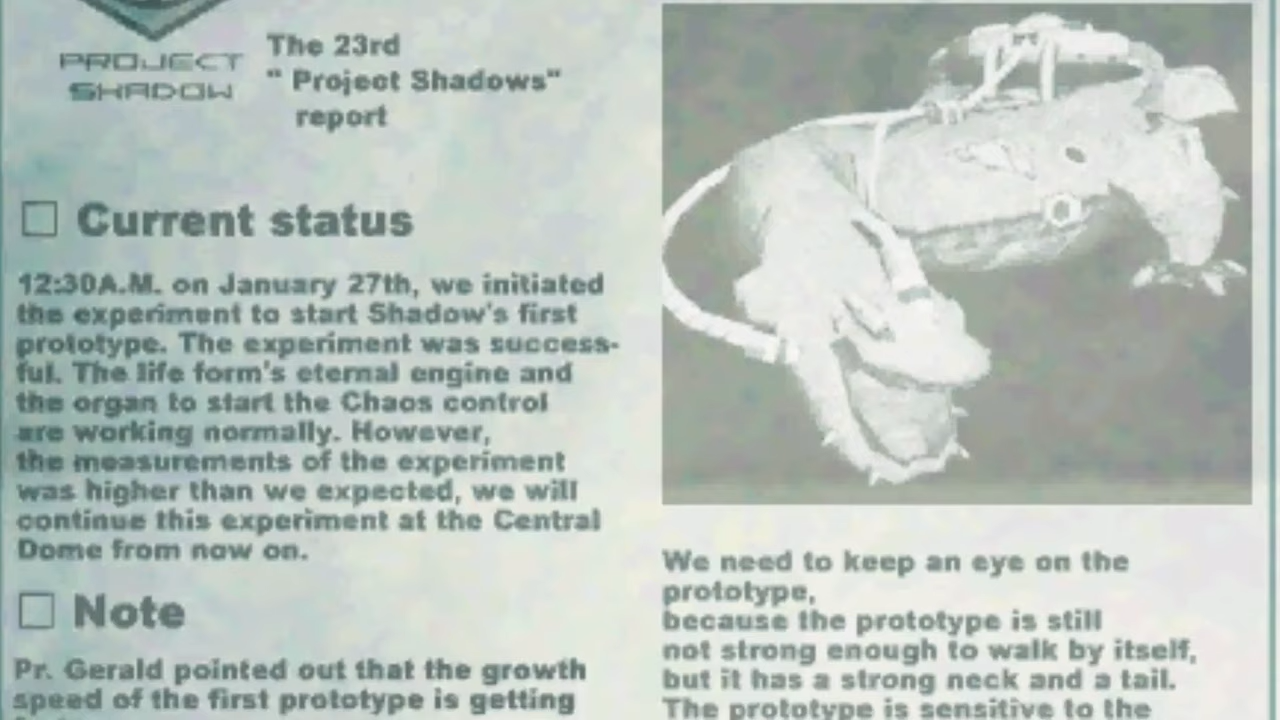 PROJECT
SHADOW
The 23rd
" Project Shadows"
report
Current status
12:30A.M. on January 27th, we initiated
the experiment to start Shadow's first
prototype. The experiment was success-
ful. The life form's eternal engine and
the organ to start the Chaos control
are working normally. However,
the measurements of the experiment
was higher than we expected, we will
continue this experiment at the Central
Dome from now on.
Note
Pr. Gerald pointed out that the growth
speed of the first prototype is getting
We need to keep an eye on the
prototype,
because the prototype is still
not strong enough to walk by itself,
but it has a strong neck and a tail.
The prototype is sensitive to the